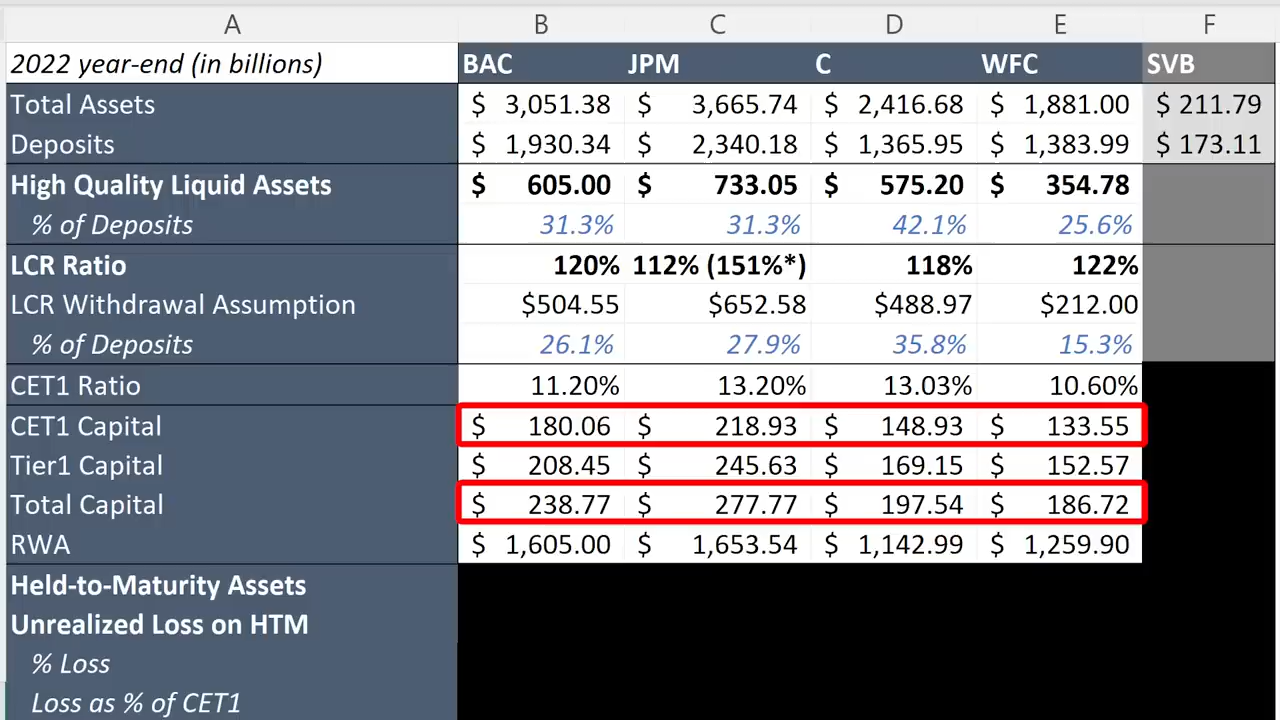 A B C D E F
2022 year-end (in billions) BAC JPM C WFC SVB
Total Assets $ 3,051.38 $ 3,665.74 $ 2,416.68 $ 1,881.00 $ 211.79
Deposits $ 1,930.34 $ 2,340.18 $ 1,365.95 $ 1,383.99 $ 173.11
High Quality Liquid Assets $ 605.00 $ 733.05 $ 575.20 $ 354.78
% of Deposits 31.3% 31.3% 42.1% 25.6%
LCR Ratio 120% 112% (151%*) 118% 122%
LCR Withdrawal Assumption $504.55 $652.58 $488.97 $212.00
% of Deposits 26.1% 27.9% 35.8% 15.3%
CET1 Ratio 11.20% 13.20% 13.03% 10.60%
CET1 Capital $ 180.06 $ 218.93 $ 148.93 $ 133.55
Tier1 Capital $ 208.45 $ 245.63 $ 169.15 $ 152.57
Total Capital $ 238.77 $ 277.77 $ 197.54 $ 186.72
RWA $ 1,605.00 $ 1,653.54 $ 1,142.99 $ 1,259.90
Held-to-Maturity Assets
Unrealized Loss on HTM
% Loss
Loss as % of CET1